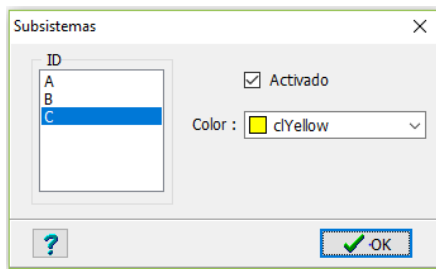 Subsistemas
ID
A
B
C
Activado
Color :
clYellow
?
OK